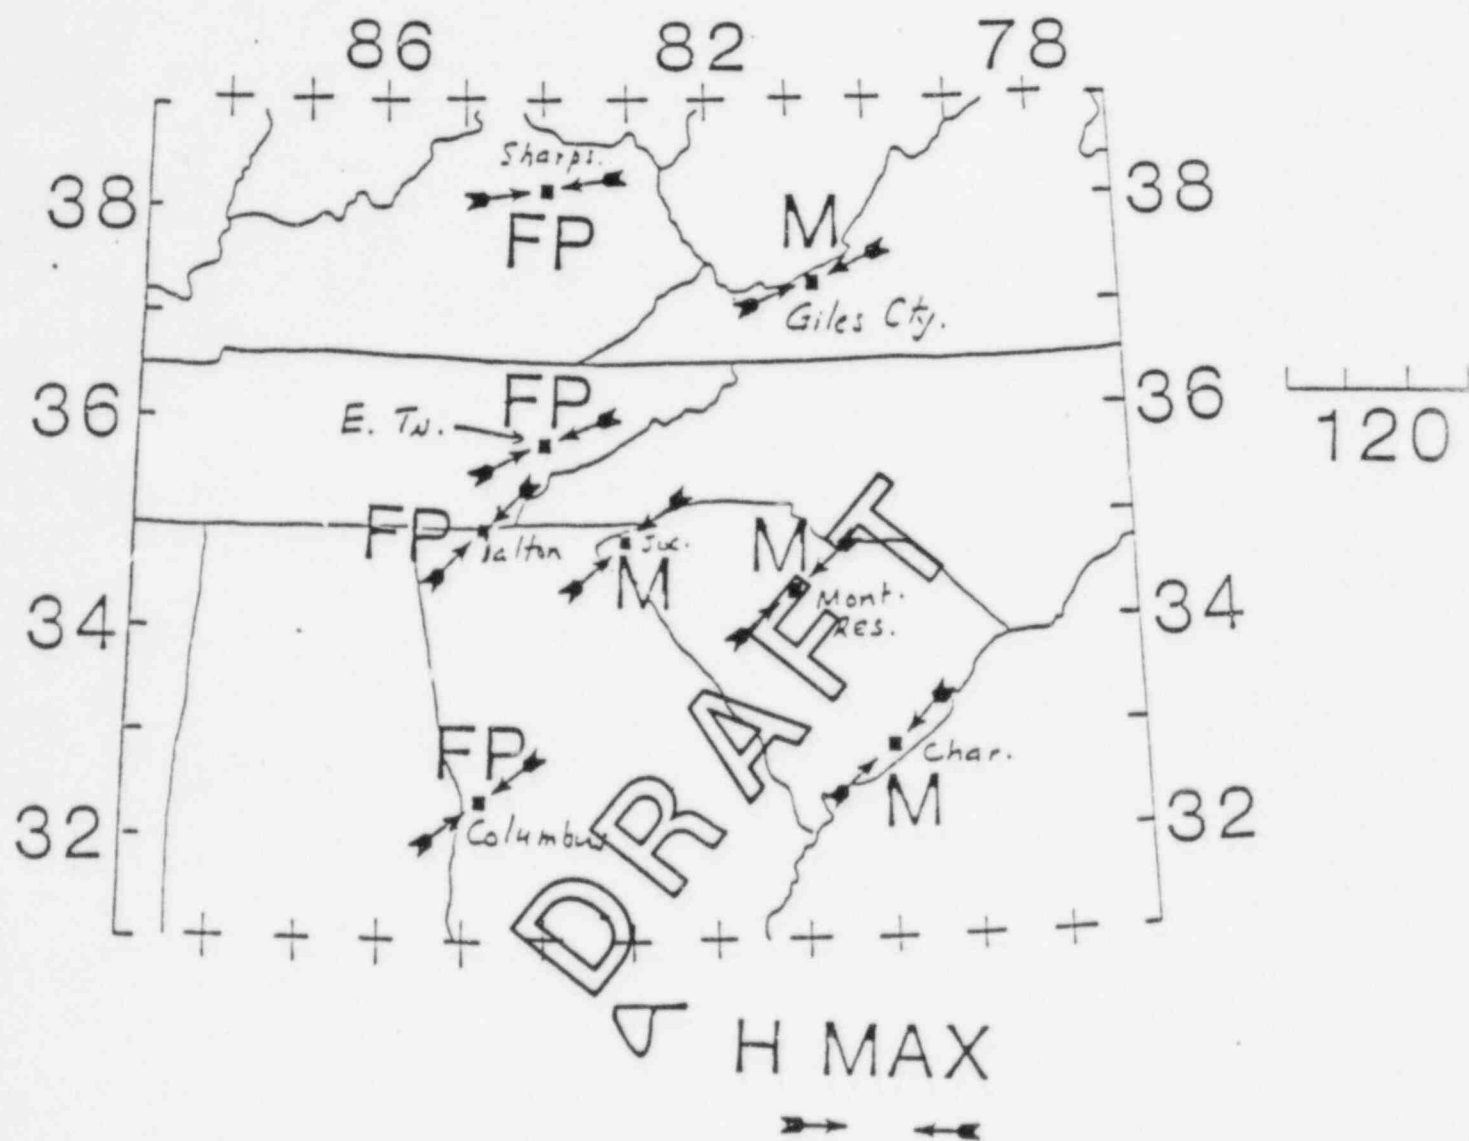 86 82 78
Sharps.
38 FP M 38
Giles Cty.
36 FP 36
E. TN.
120
FP Dalton Juc. M M
Mont.
RES.
34 34
FP
Char.
M
32 32
Columbus
DRAFT
H MAX